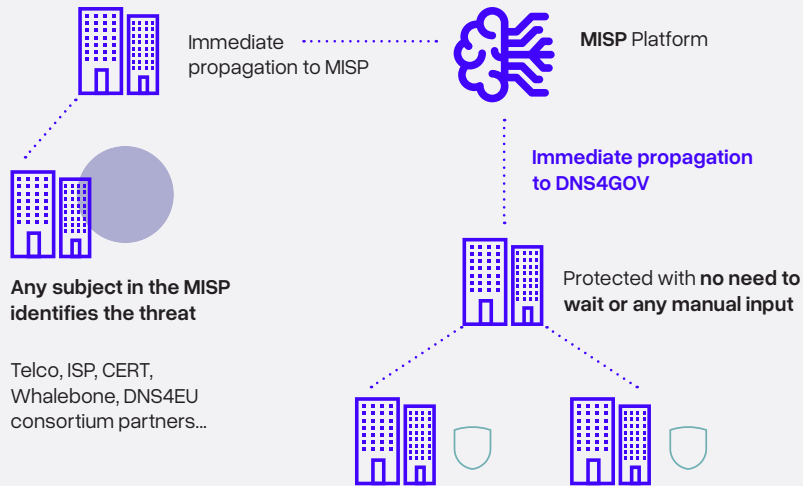 Immediate
propagation to MISP
MISP Platform
Immediate propagation
to DNS4GOV
Any subject in the MISP
identifies the threat
Protected with no need to
wait or any manual input
Telco, ISP, CERT,
Whalebone, DNS4EU
consortium partners...